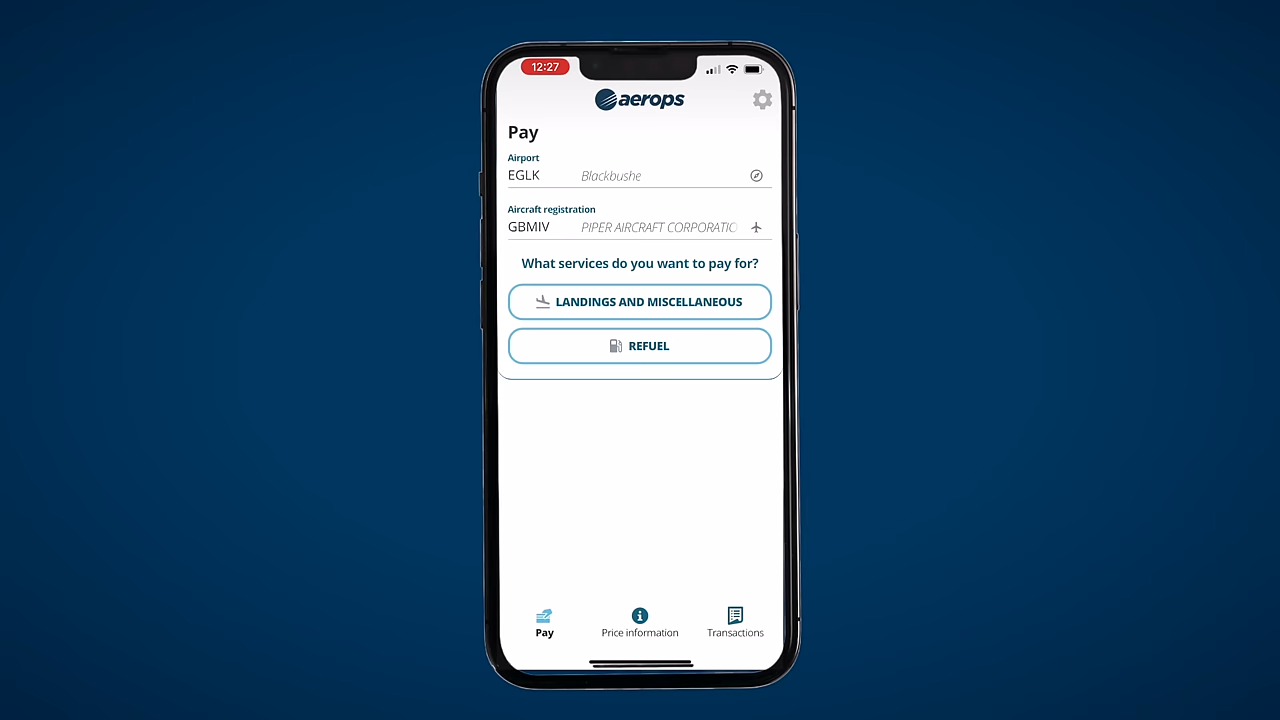 12:27
aerops
Pay
Airport
EGLK Blackbushe
Aircraft registration
GBMIV PIPER AIRCRAFT CORPORATIO
What services do you want to pay for?
LANDINGS AND MISCELLANEOUS
REFUEL
Pay Price information Transactions